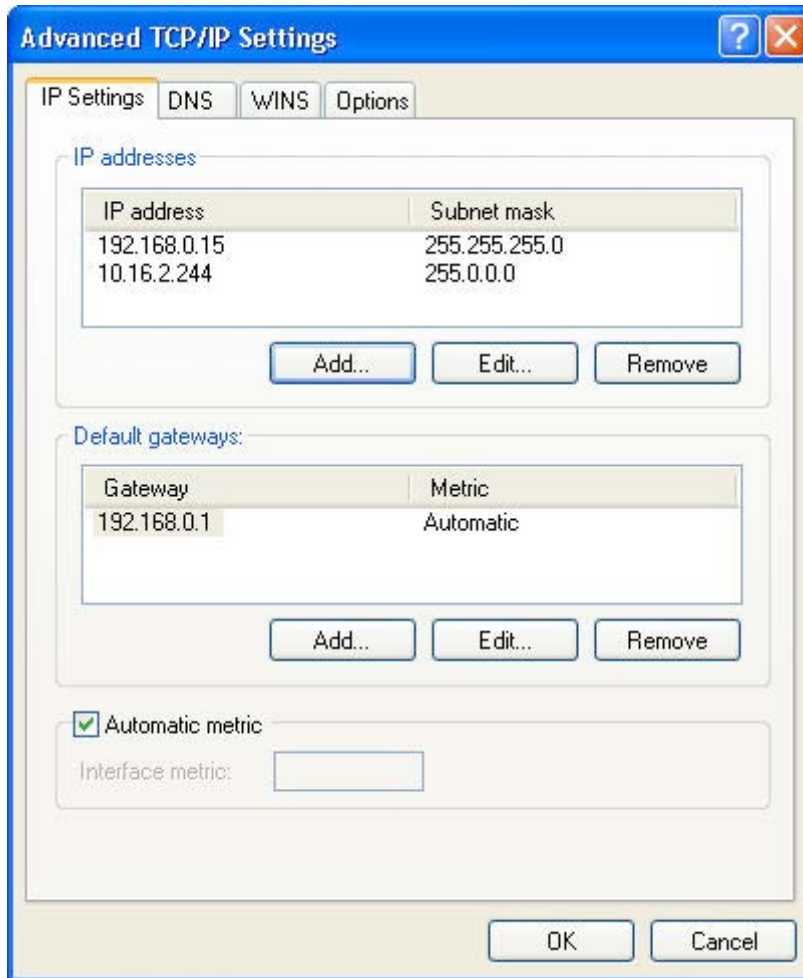 Advanced TCP/IP Settings
IP Settings DNS WINS Options
IP addresses
IP address Subnet mask
192.168.0.15 255.255.255.0
10.16.2.244 255.0.0.0
Add... Edit... Remove
Default gateways:
Gateway Metric
192.168.0.1 Automatic
Add... Edit... Remove
Automatic metric
Interface metric:
OK Cancel